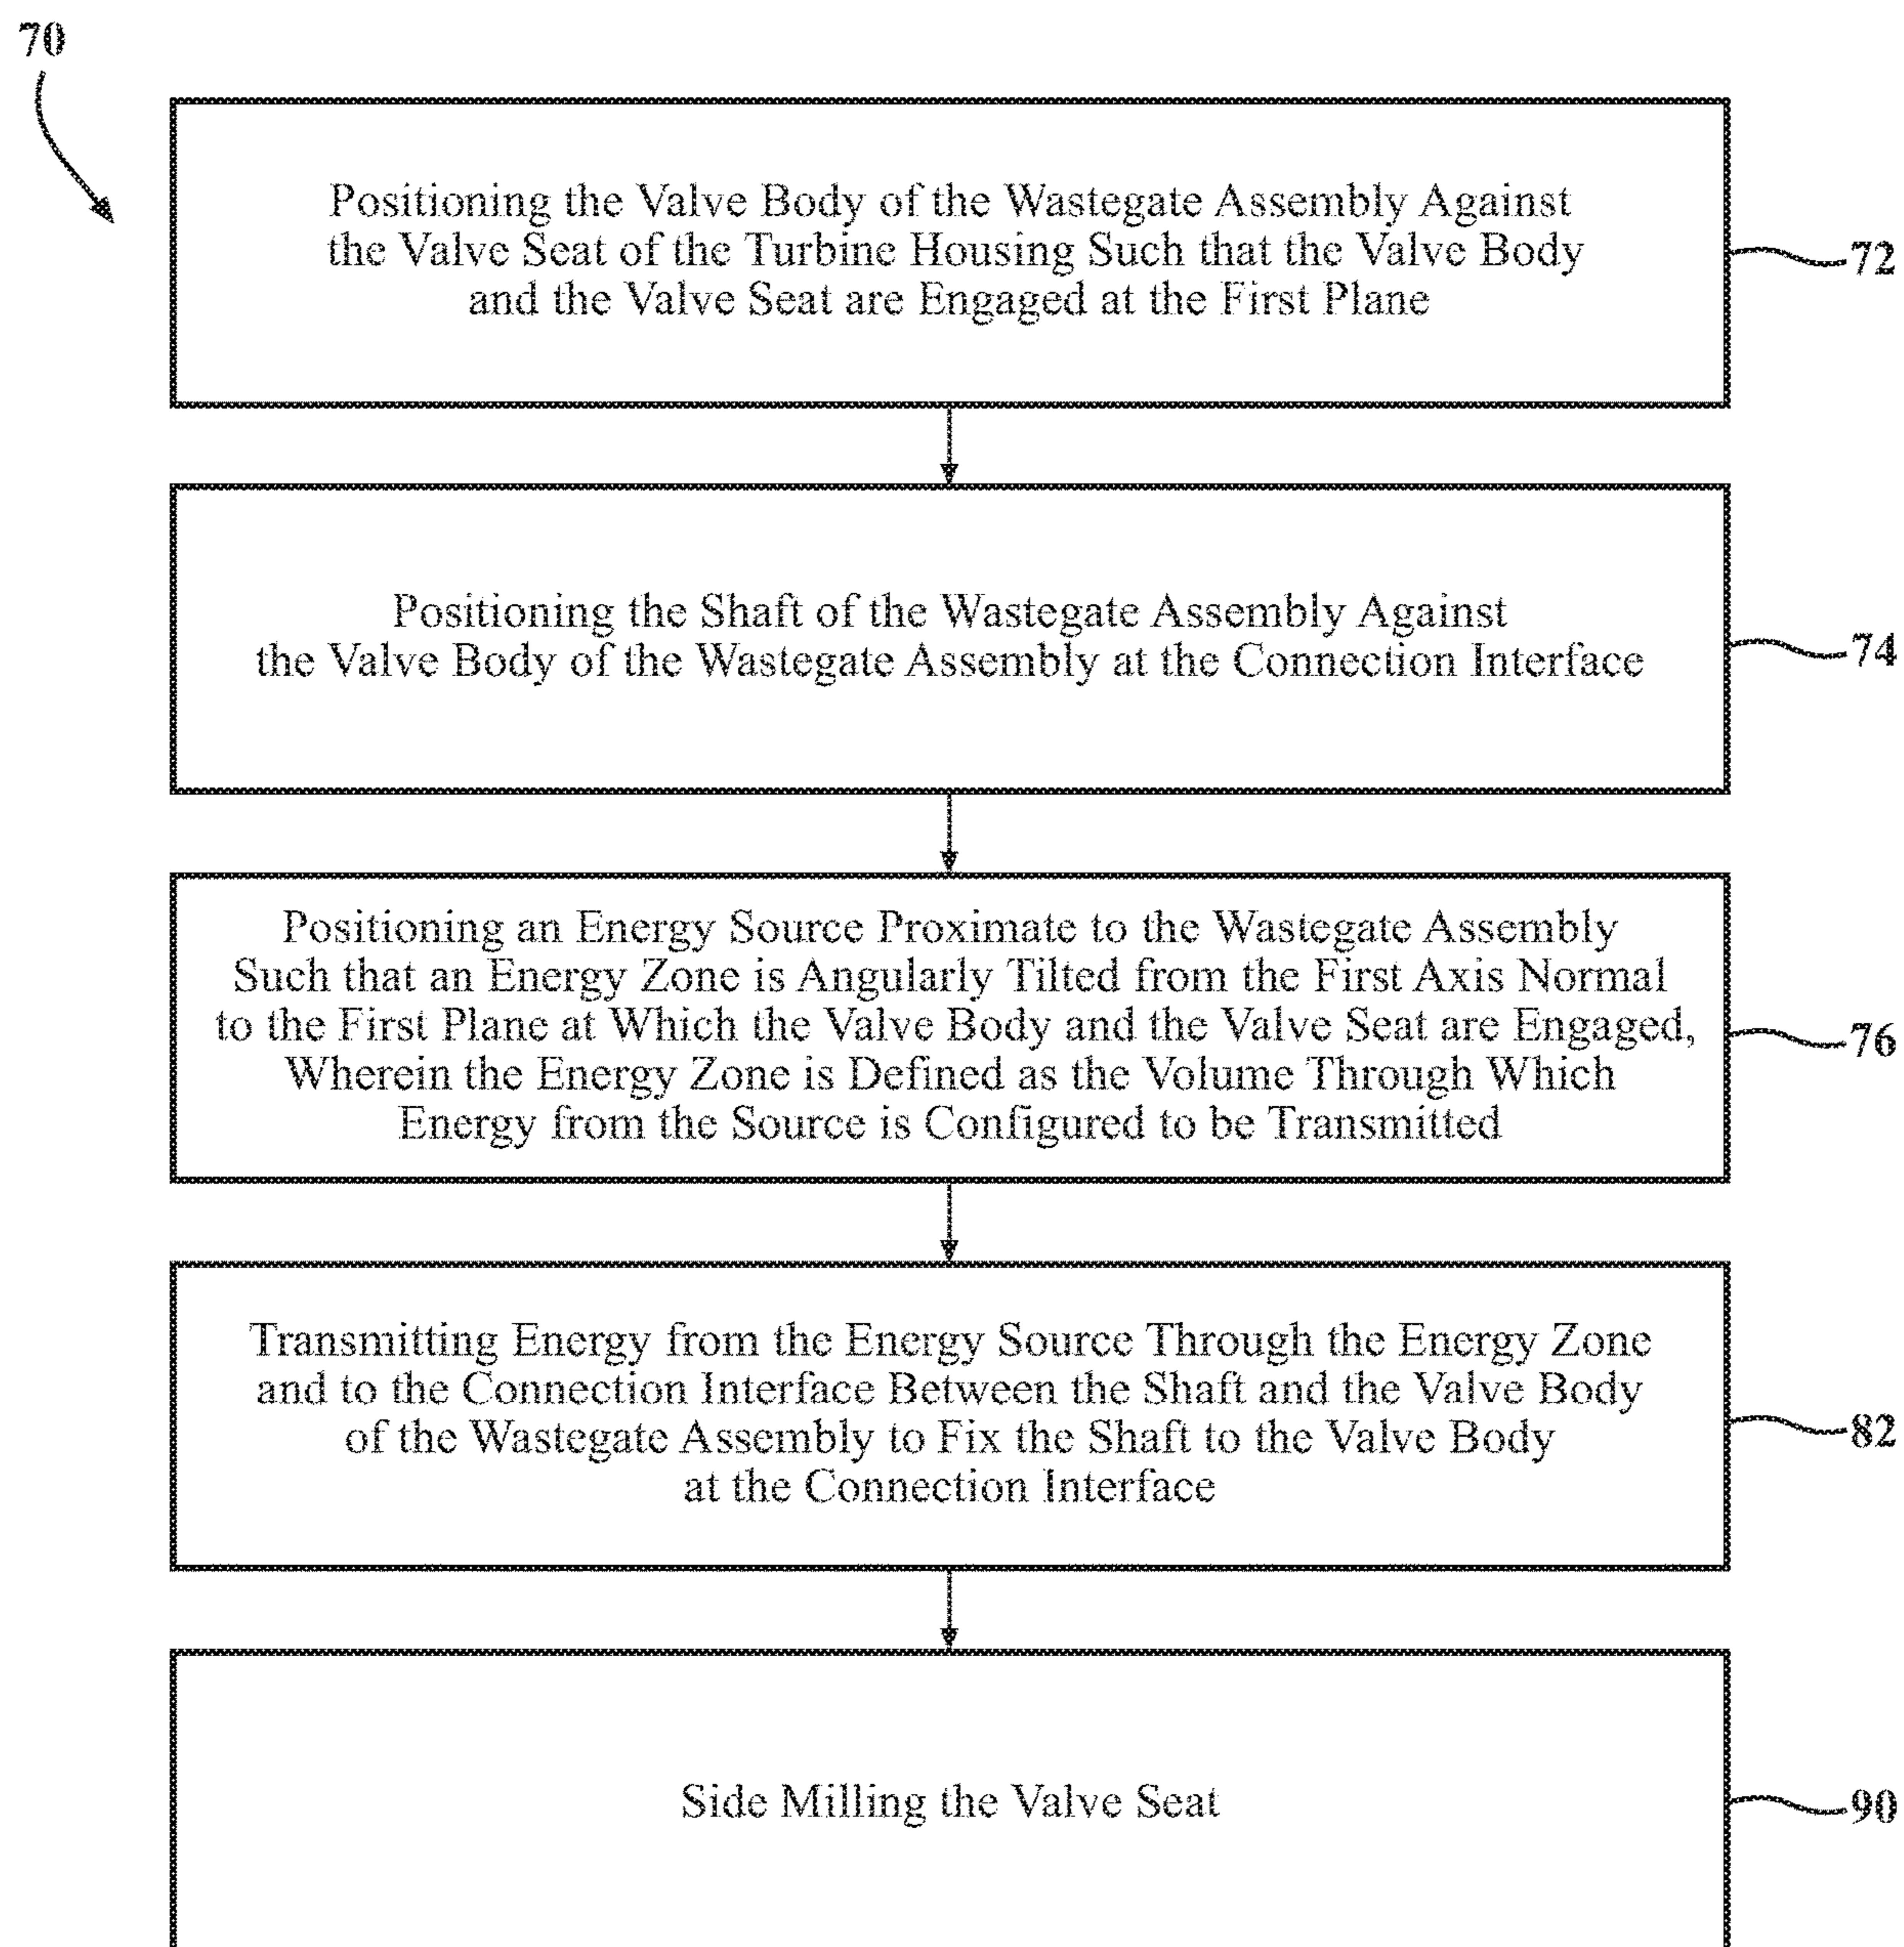 70
Positioning the Valve Body of the Wastegate Assembly Against
the Valve Seat of the Turbine Housing Such that the Valve Body
and the Valve Seat are Engaged at the First Plane
72
Positioning the Shaft of the Wastegate Assembly Against
the Valve Body of the Wastegate Assembly at the Connection Interface
74
Positioning an Energy Source Proximate to the Wastegate Assembly
Such that an Energy Zone is Angularly Tilted from the First Axis Normal
to the First Plane at Which the Valve Body and the Valve Seat are Engaged,
Wherein the Energy Zone is Defined as the Volume Through Which
Energy from the Source is Configured to be Transmitted
76
Transmitting Energy from the Energy Source Through the Energy Zone
and to the Connection Interface Between the Shaft and the Valve Body
of the Wastegate Assembly to Fix the Shaft to the Valve Body
at the Connection Interface
82
Side Milling the Valve Seat
90